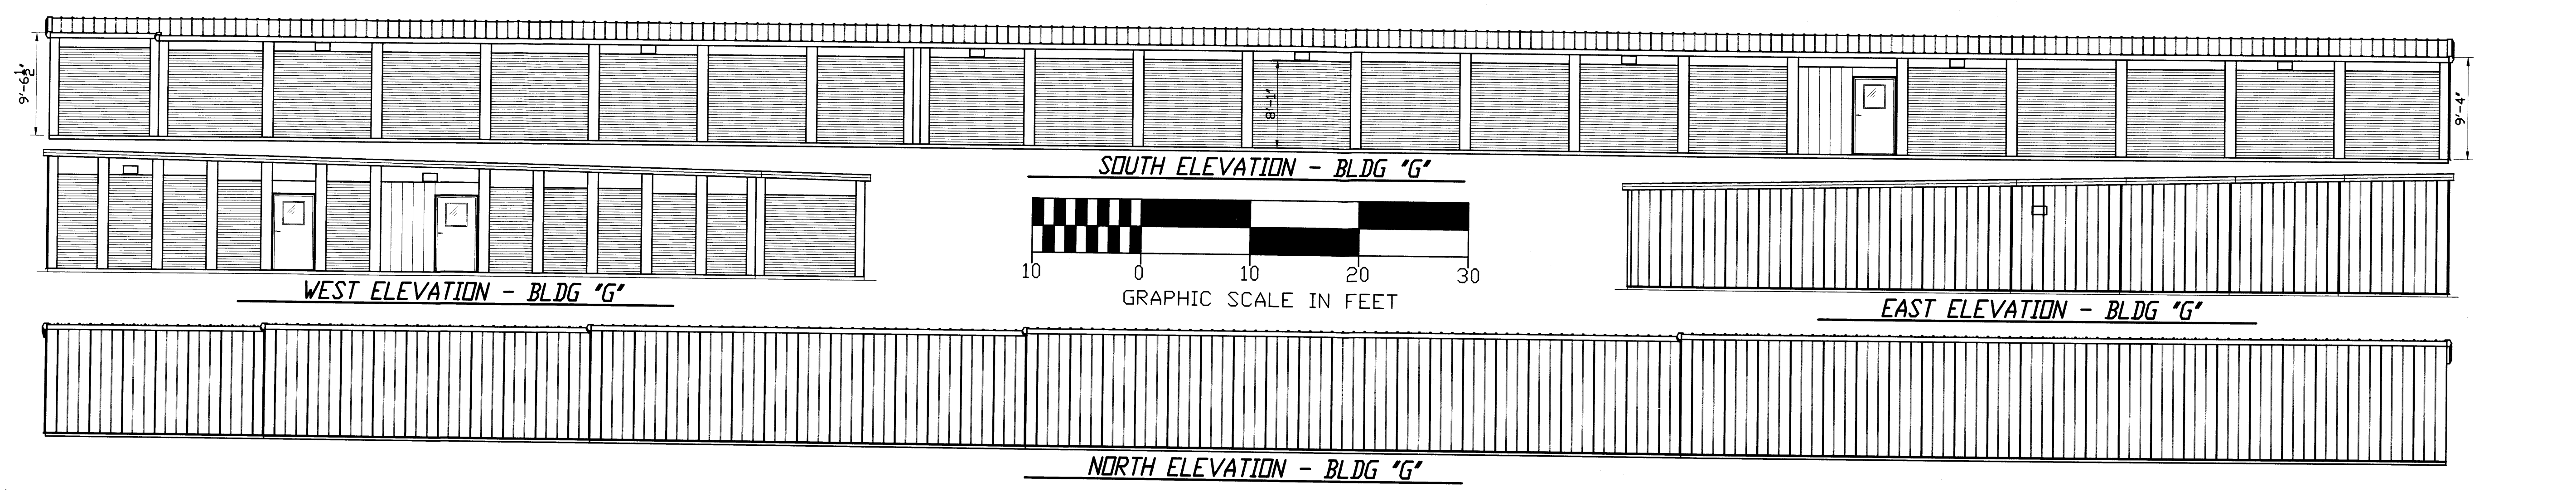 9'-6½"
8'-1"
9'-4"
SOUTH ELEVATION - BLDG "G"
10 0 10 20 30
GRAPHIC SCALE IN FEET
WEST ELEVATION - BLDG "G"
EAST ELEVATION - BLDG "G"
NORTH ELEVATION - BLDG "G"